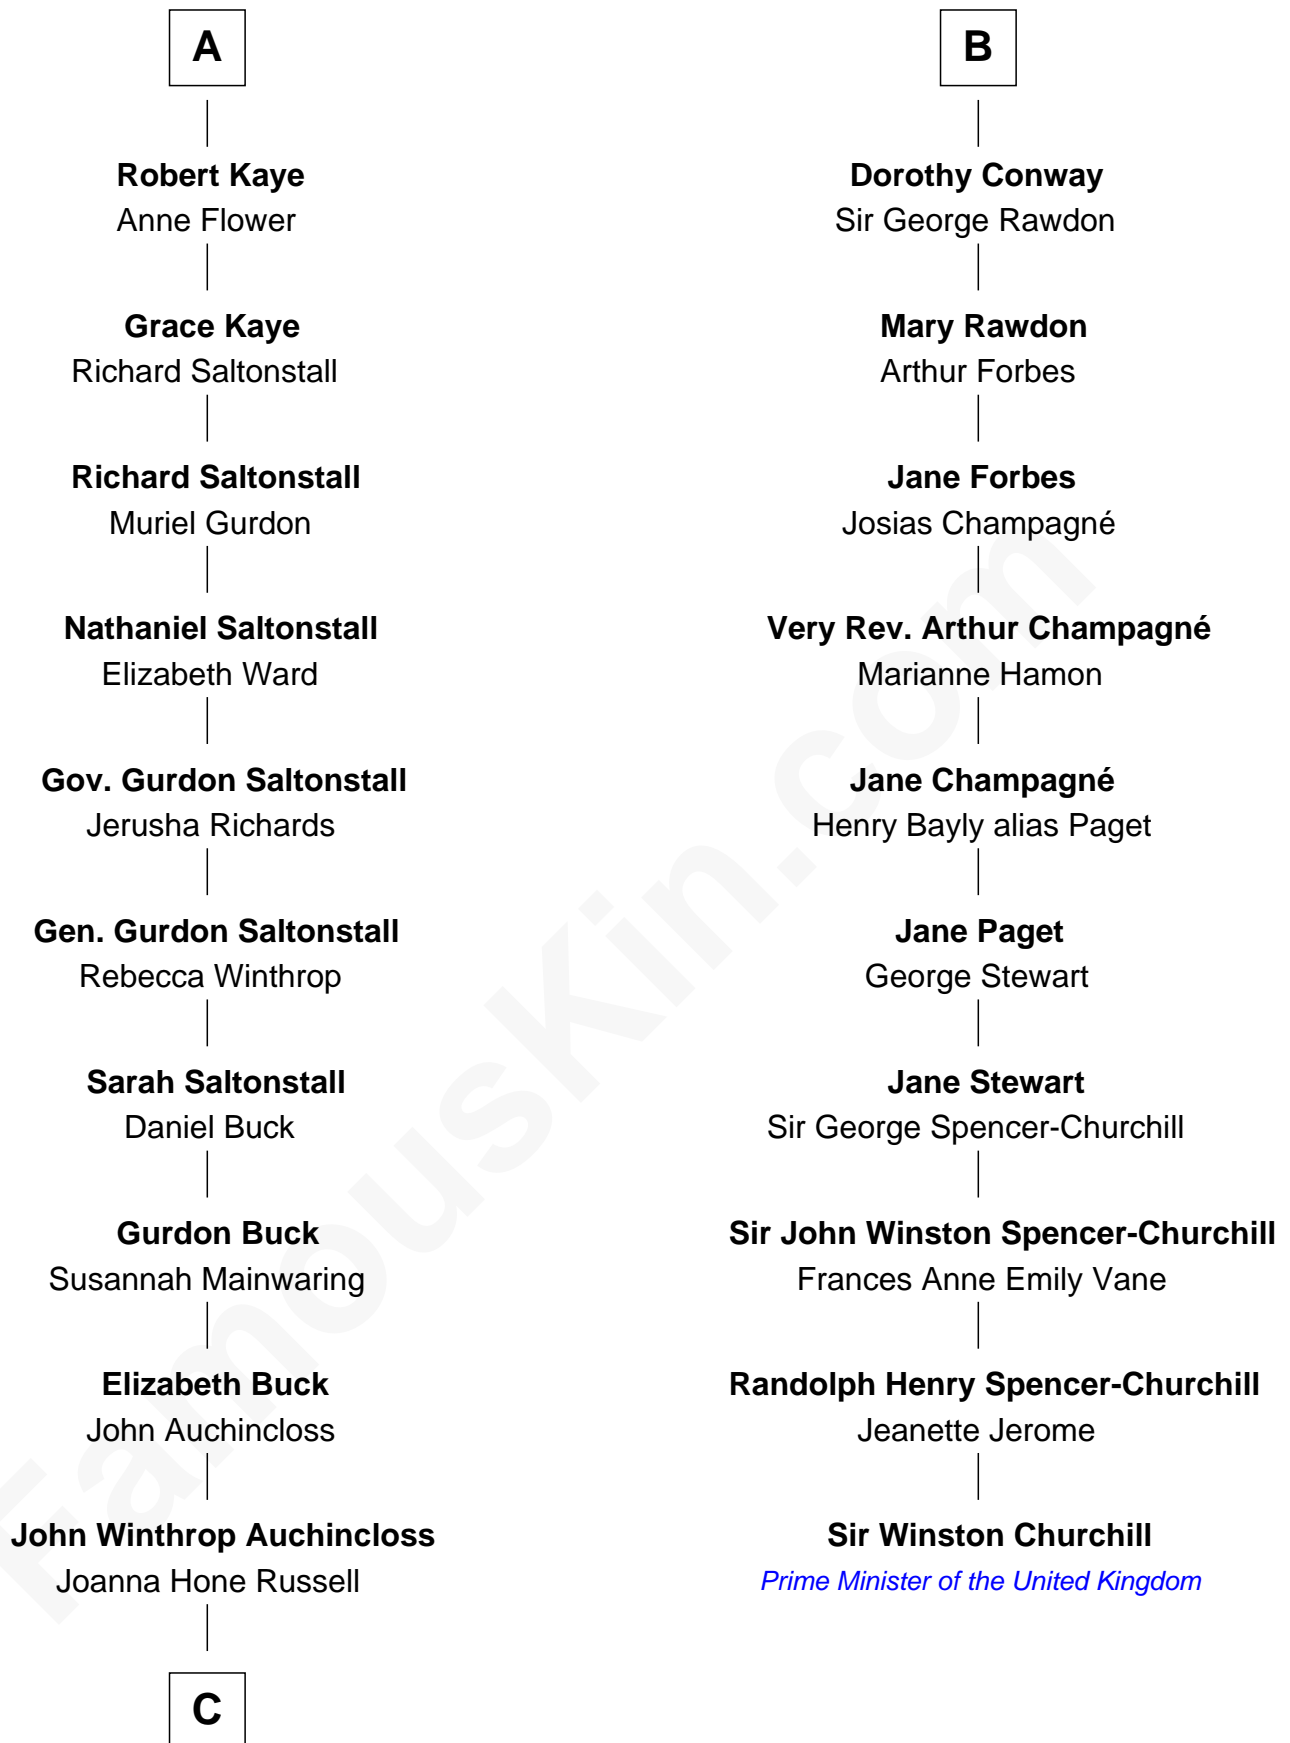 A
Robert Kaye
Anne Flower
Grace Kaye
Richard Saltonstall
Richard Saltonstall
Muriel Gurdon
Nathaniel Saltonstall
Elizabeth Ward
Gov. Gurdon Saltonstall
Jerusha Richards
Gen. Gurdon Saltonstall
Rebecca Winthrop
Sarah Saltonstall
Daniel Buck
Gurdon Buck
Susannah Mainwaring
Elizabeth Buck
John Auchincloss
John Winthrop Auchincloss
Joanna Hone Russell
C
B
Dorothy Conway
Sir George Rawdon
Mary Rawdon
Arthur Forbes
Jane Forbes
Josias Champagné
Very Rev. Arthur Champagné
Marianne Hamon
Jane Champagné
Henry Bayly alias Paget
Jane Paget
George Stewart
Jane Stewart
Sir George Spencer-Churchill
Sir John Winston Spencer-Churchill
Frances Anne Emily Vane
Randolph Henry Spencer-Churchill
Jeanette Jerome
Sir Winston Churchill
Prime Minister of the United Kingdom
FamousKin.com